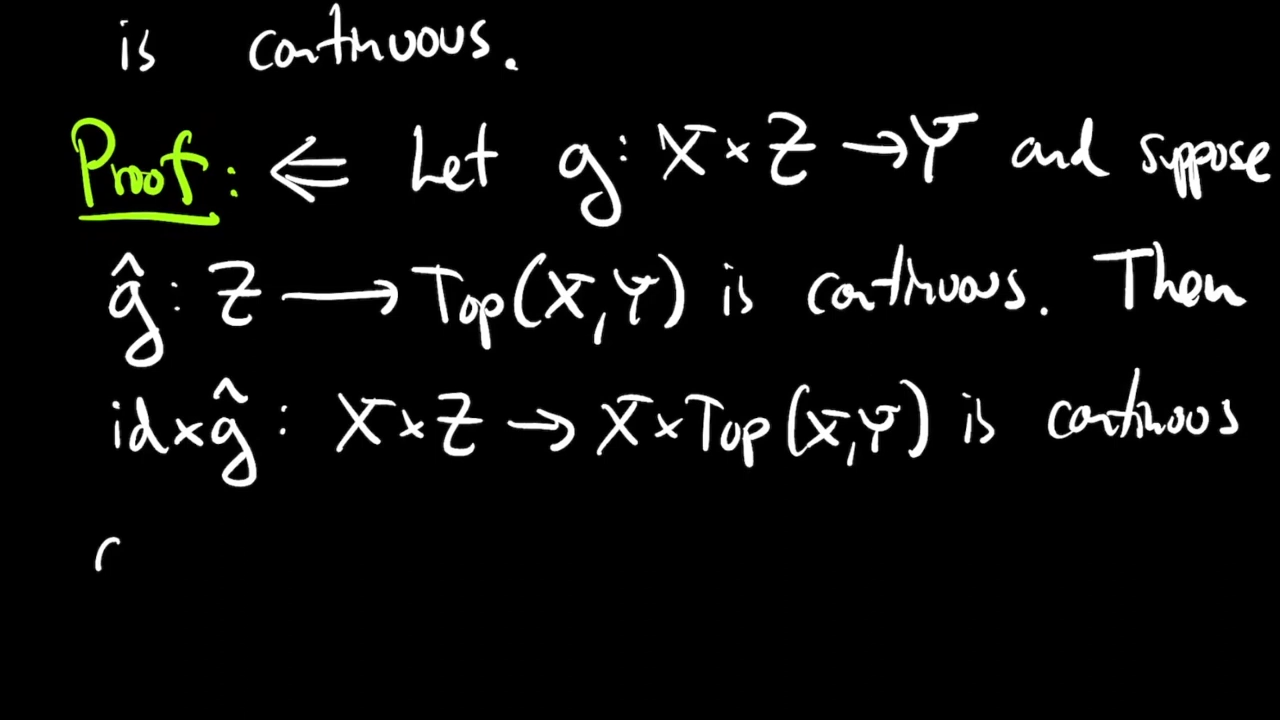 is continuous.
Proof: ⇐ Let g: X×Z→Y and suppose
ĝ: Z⟶Top(X,Y) is continuous. Then
id×ĝ: X×Z→X×Top(X,Y) is continuous